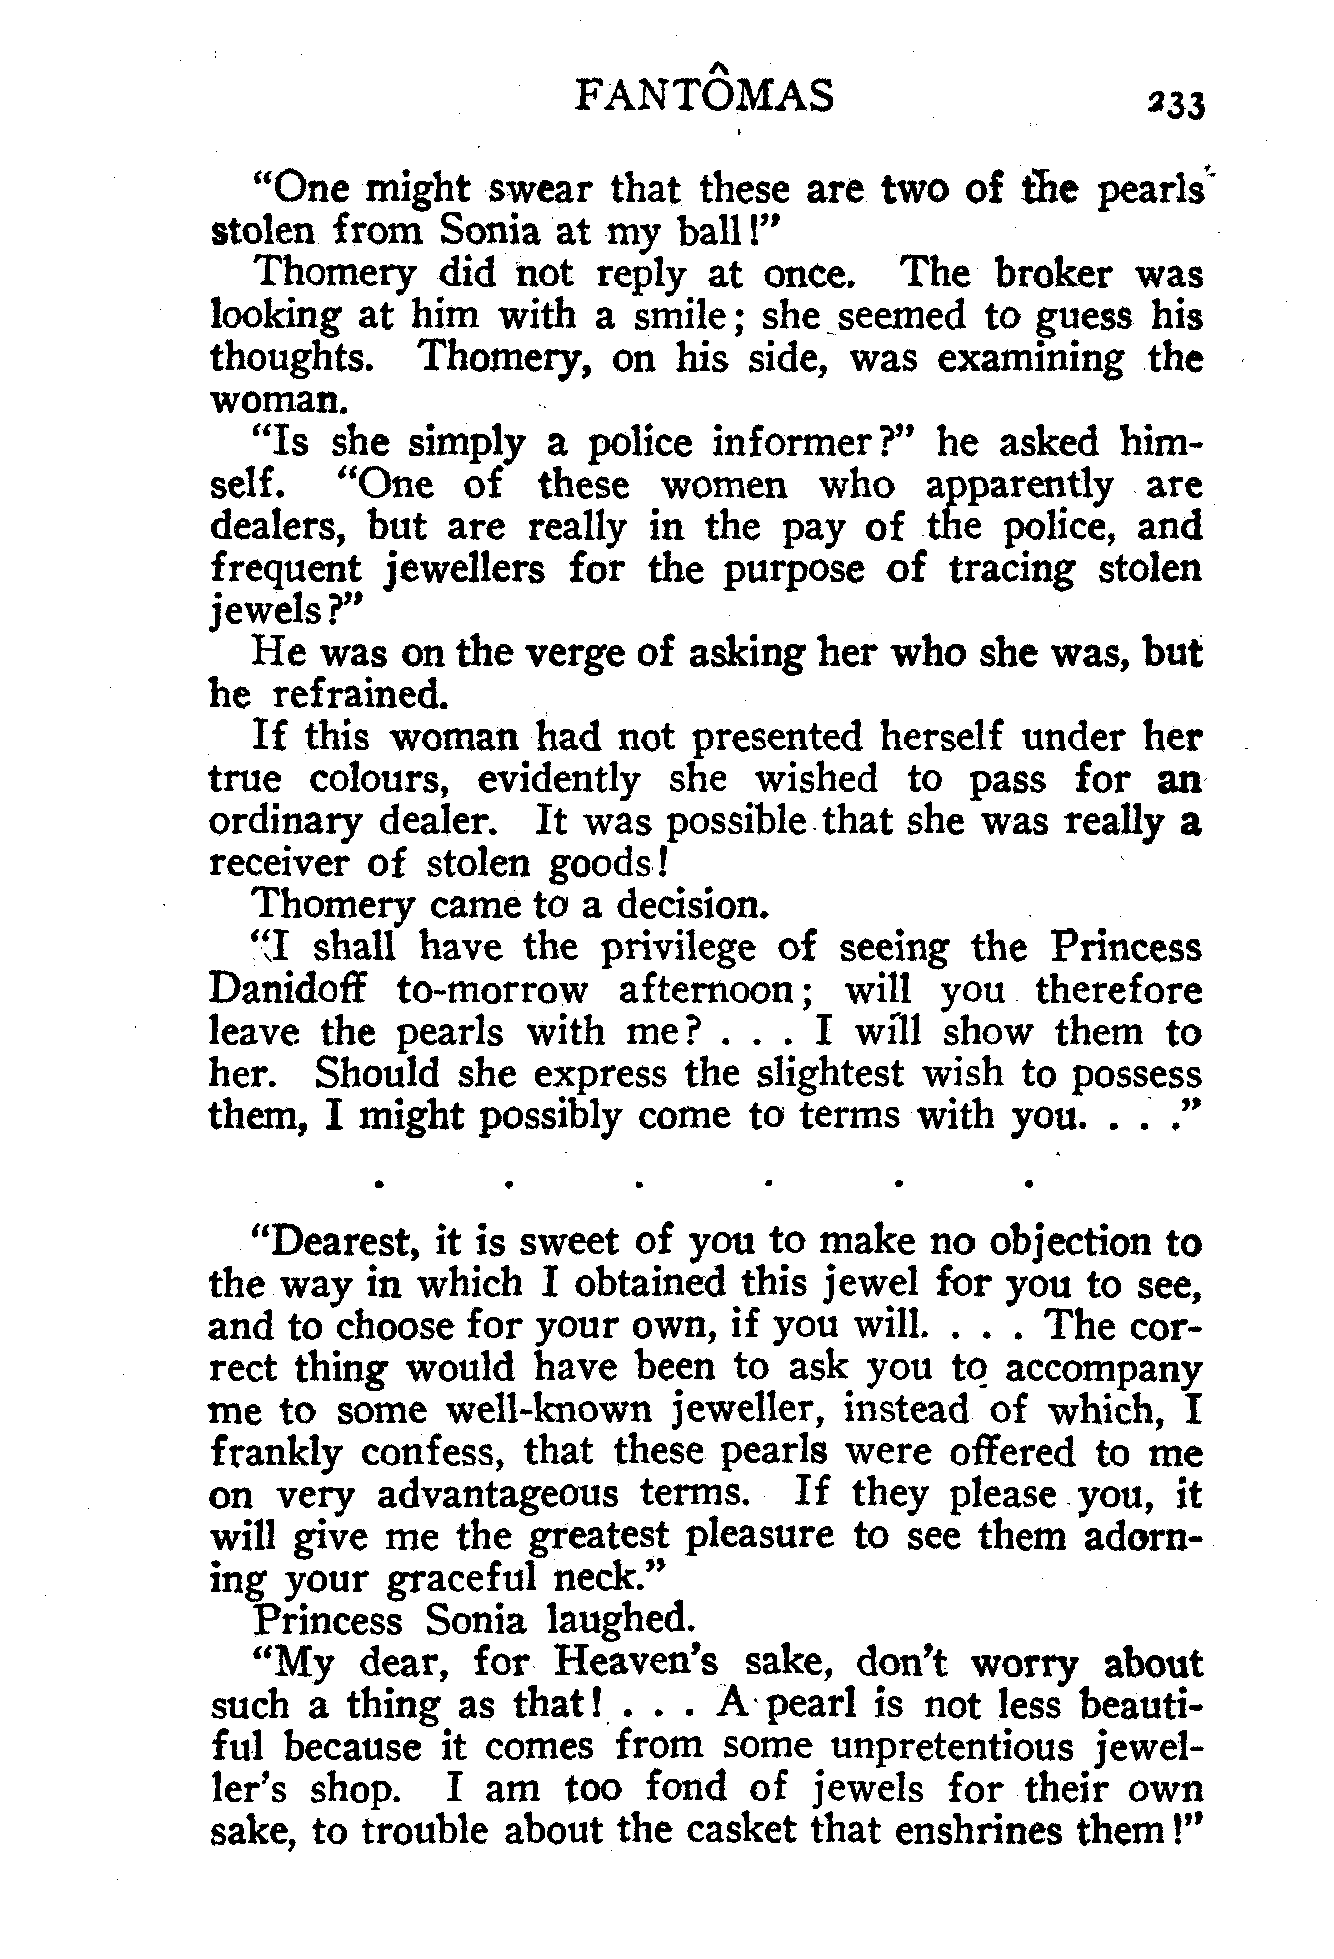 FANTÔMAS 233
“One might swear that these are two of the pearls
stolen from Sonia at my ball!”
Thomery did not reply at once. The broker was
looking at him with a smile; she seemed to guess his
thoughts. Thomery, on his side, was examining the
woman.
“Is she simply a police informer?” he asked him-
self. “One of these women who apparently are
dealers, but are really in the pay of the police, and
frequent jewellers for the purpose of tracing stolen
jewels?”
He was on the verge of asking her who she was, but
he refrained.
If this woman had not presented herself under her
true colours, evidently she wished to pass for an
ordinary dealer. It was possible that she was really a
receiver of stolen goods!
Thomery came to a decision.
“I shall have the privilege of seeing the Princess
Danidoff to-morrow afternoon; will you therefore
leave the pearls with me? . . . I will show them to
her. Should she express the slightest wish to possess
them, I might possibly come to terms with you. . . .”
. . . . . .
“Dearest, it is sweet of you to make no objection to
the way in which I obtained this jewel for you to see,
and to choose for your own, if you will. . . . The cor-
rect thing would have been to ask you to accompany
me to some well-known jeweller, instead of which, I
frankly confess, that these pearls were offered to me
on very advantageous terms. If they please you, it
will give me the greatest pleasure to see them adorn-
ing your graceful neck.”
Princess Sonia laughed.
“My dear, for Heaven’s sake, don’t worry about
such a thing as that! . . . A pearl is not less beauti-
ful because it comes from some unpretentious jewel-
ler’s shop. I am too fond of jewels for their own
sake, to trouble about the casket that enshrines them!”